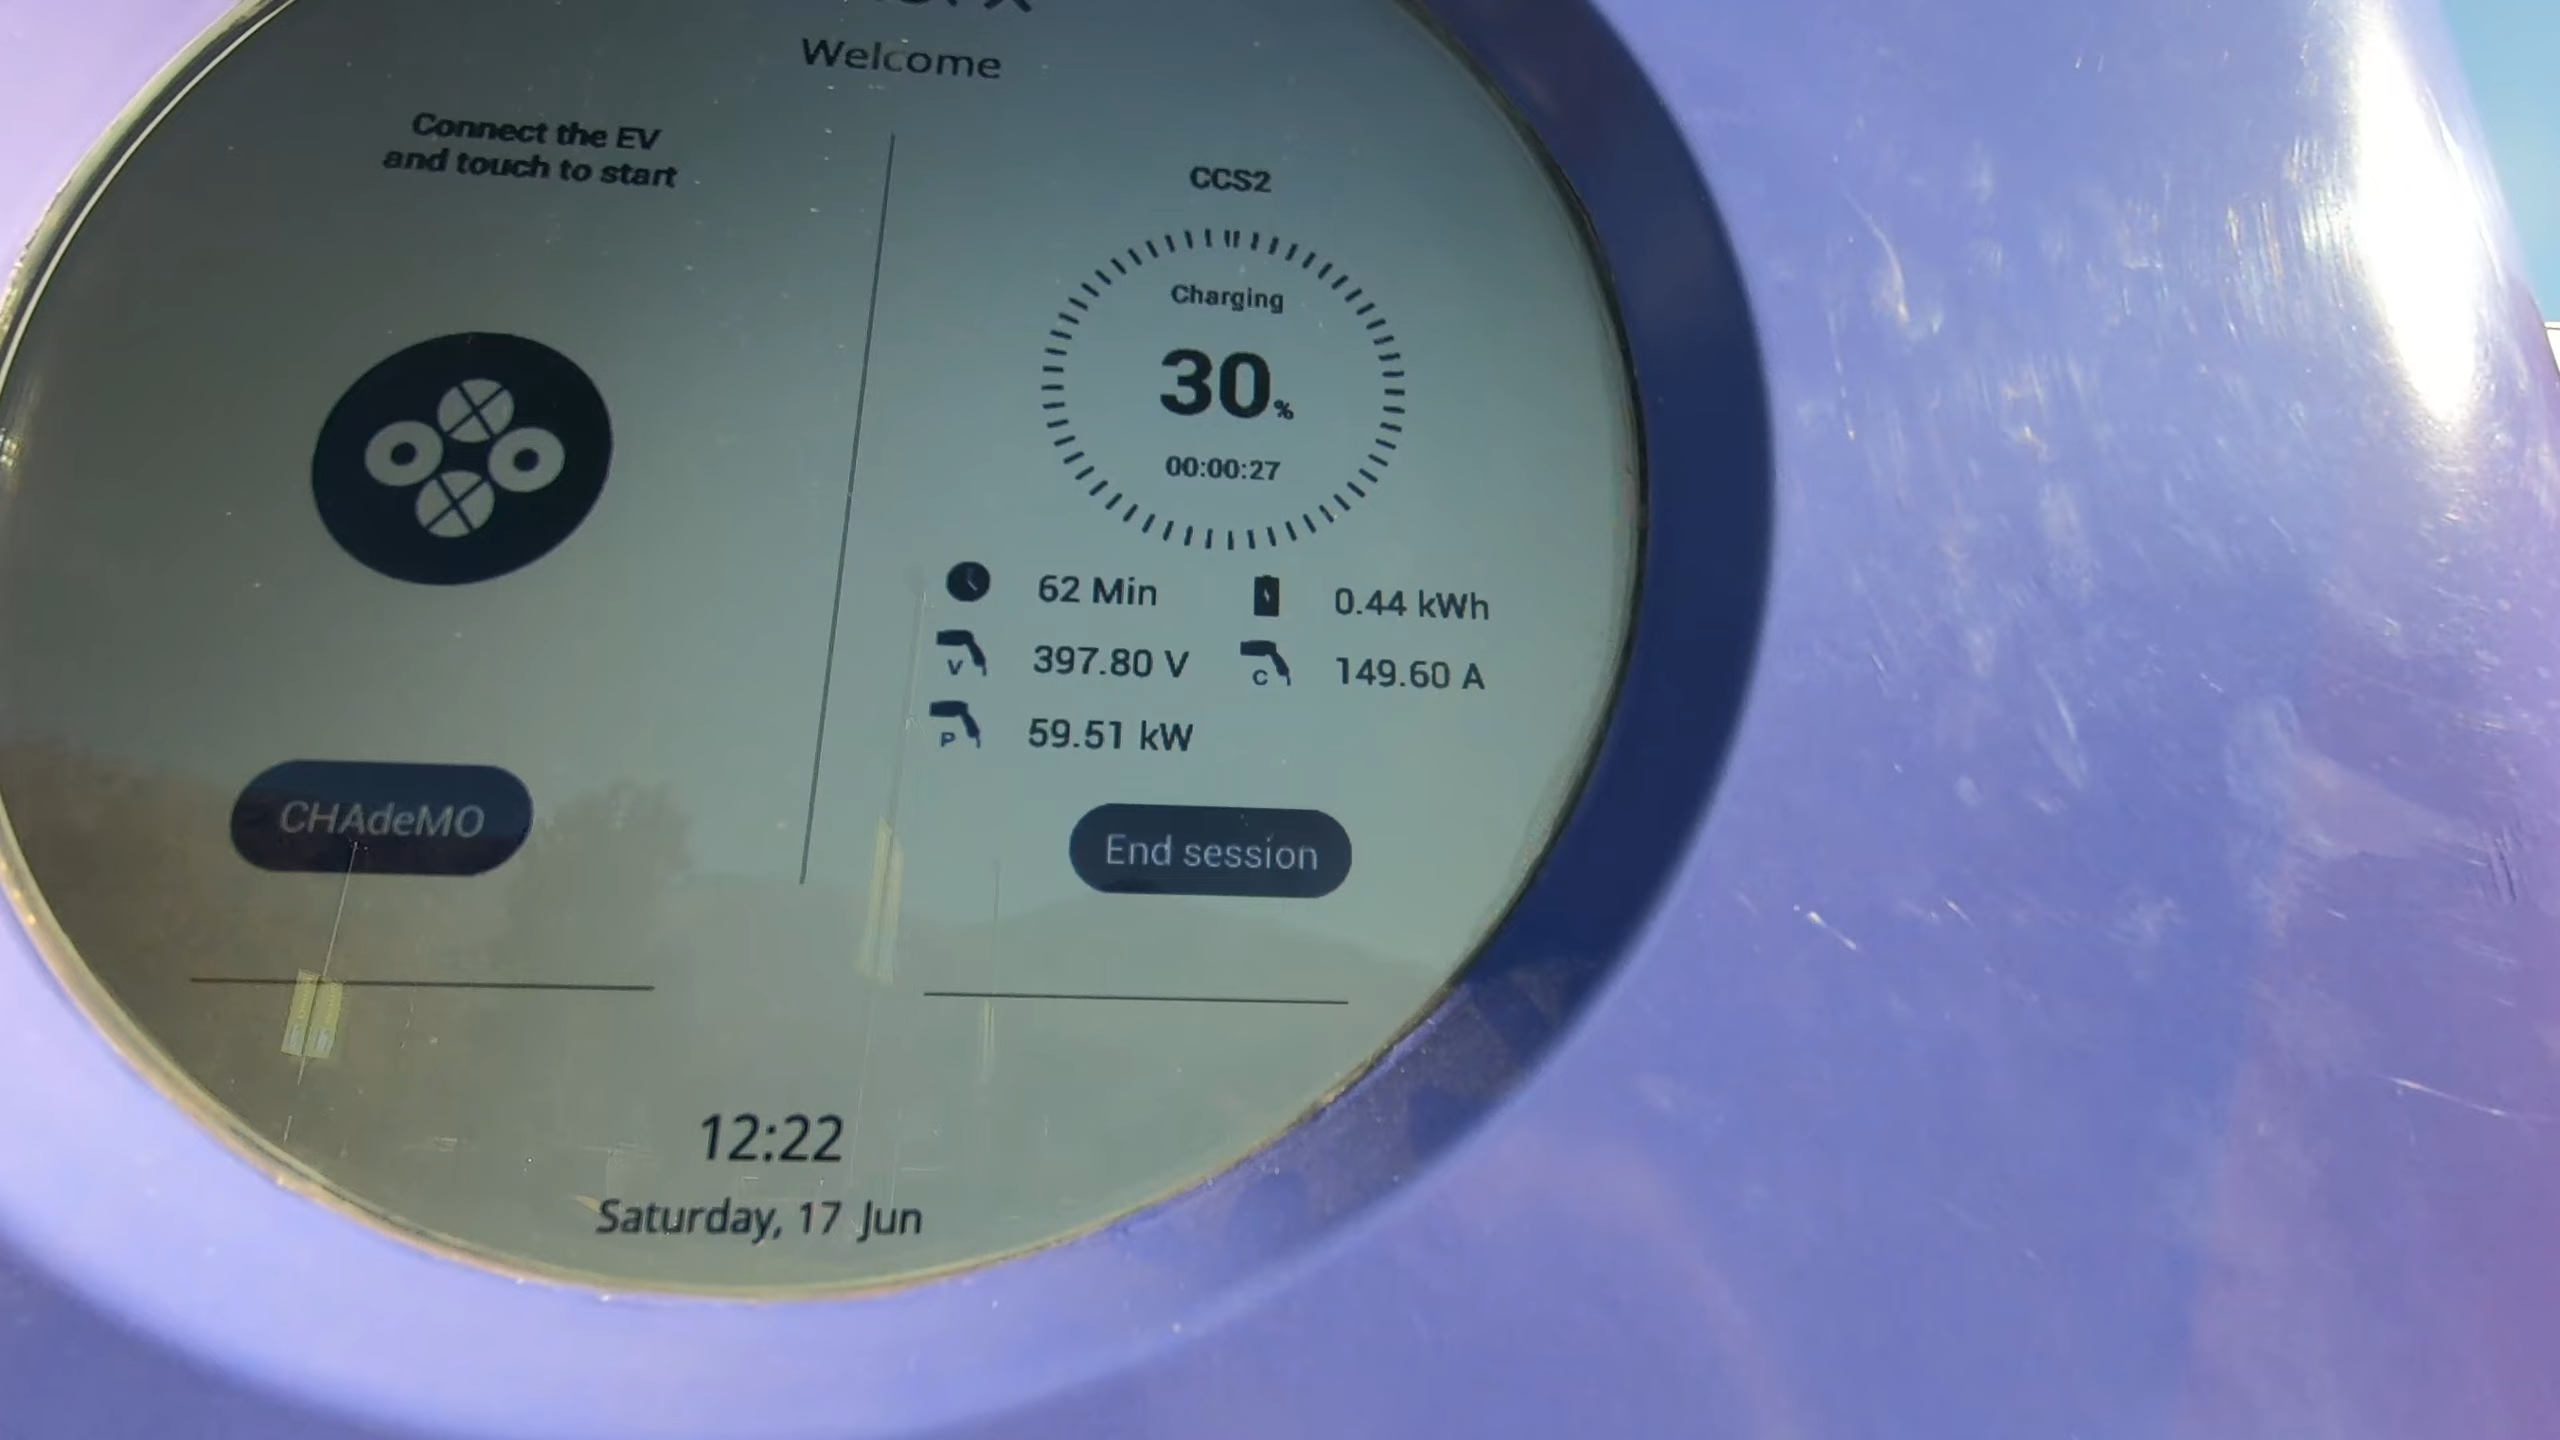 Welcome
Connect the EV
and touch to start
CHAdeMO
CCS2
Charging
30%
00:00:27
62 Min
0.44 kWh
V
397.80 V
C
149.60 A
P
59.51 kW
End session
12:22
Saturday, 17 Jun